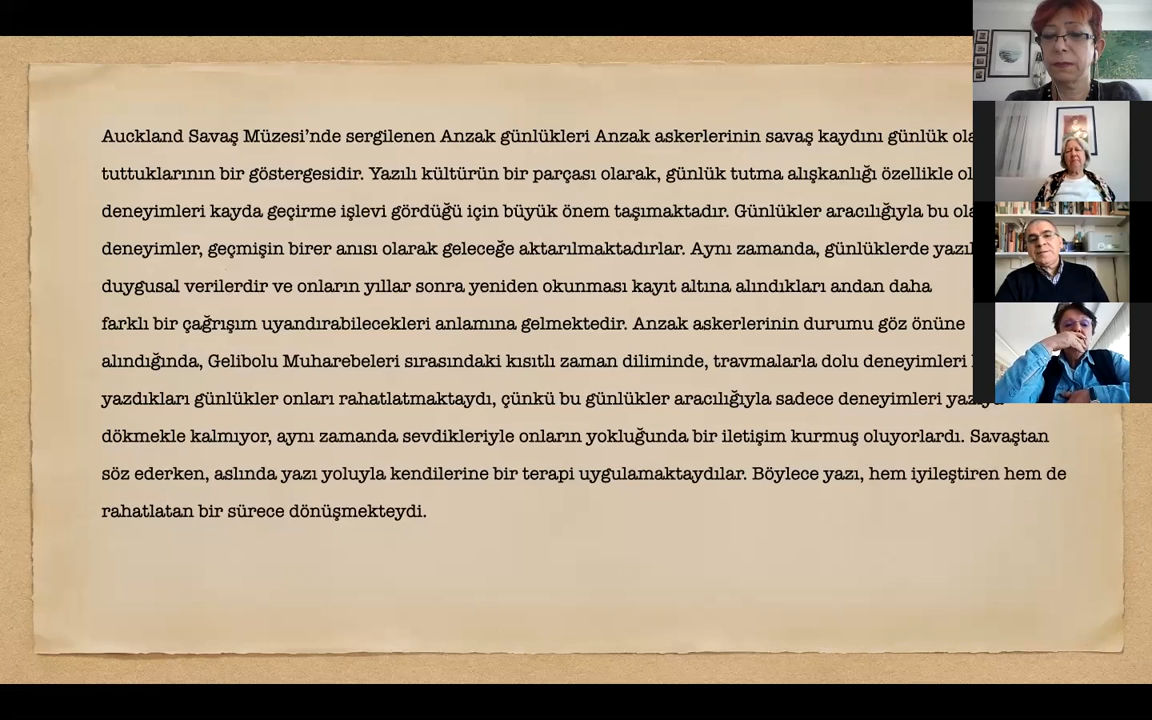 Auckland Savaş Müzesi'nde sergilenen Anzak günlükleri Anzak askerlerinin savaş kaydını günlük
tuttuklarının bir göstergesidir. Yazılı kültürün bir parçası olarak, günlük tutma alışkanlığı özellikle
deneyimleri kayda geçirme işlevi gördüğü için büyük önem taşımaktadır. Günlükler aracılığıyla bu
deneyimler, geçmişin birer anısı olarak geleceğe aktarılmaktadırlar. Aynı zamanda, günlüklerde
duygusal verilerdir ve onların yıllar sonra yeniden okunması kayıt altına alındıkları andan daha
farklı bir çağrışım uyandırabilecekleri anlamına gelmektedir. Anzak askerlerinin durumu göz önüne
alındığında, Gelibolu Muharebeleri sırasındaki kısıtlı zaman diliminde, travmalarla dolu deneyimleri
yazdıkları günlükler onları rahatlatmaktaydı, çünkü bu günlükler aracılığıyla sadece deneyimleri yazıya
dökmekle kalmıyor, aynı zamanda sevdikleriyle onların yokluğunda bir iletişim kurmuş oluyorlardı. Savaştan
söz ederken, aslında yazı yoluyla kendilerine bir terapi uygulamaktaydılar. Böylece yazı, hem iyileştiren hem de
rahatlatan bir sürece dönüşmekteydi.